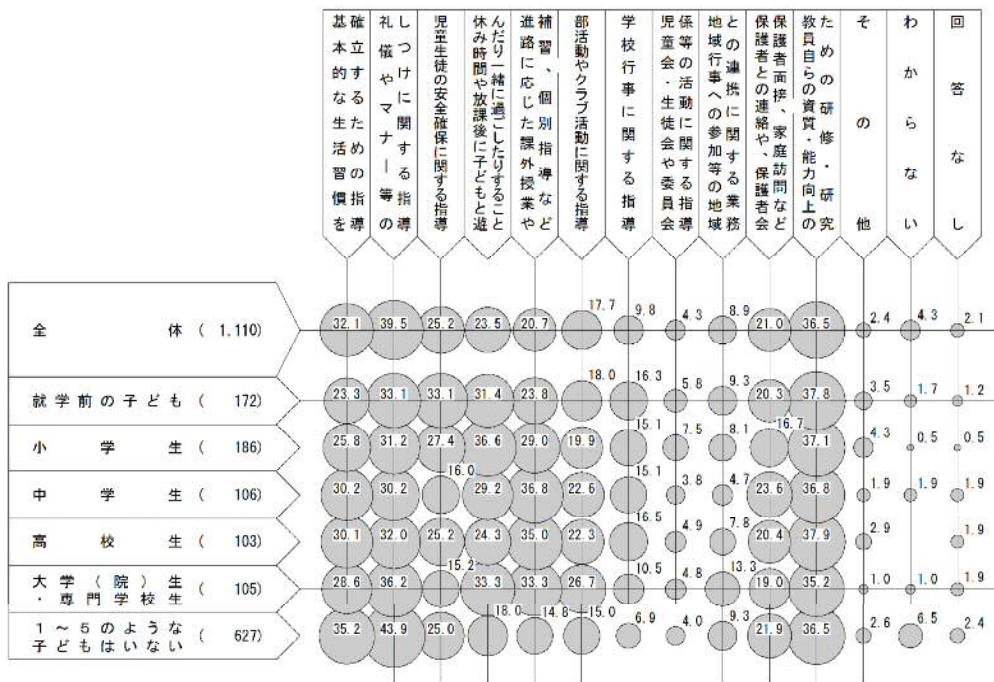 基本的な生活習慣を
確立するための指導
礼儀やマナー等の
しつけに関する指導
児童生徒の安全確保に関する指導
休み時間や放課後に子どもと遊
んだり一緒に過ごしたりすること
進路に応じた課外授業や
補習、個別指導など
部活動やクラブ活動に関する指導
学校行事に関する指導
児童会・生徒会や委員会
係等の活動に関する指導
地域行事への参加等の地域
との連携に関する業務
保護者との連絡や、保護者会
保護者面接、家庭訪問など
教員自らの資質・能力向上の
ための研修・研究
その他
わからない
回答なし
全体 ( 1,110) 32.1 39.5 25.2 23.5 20.7 17.7 9.8 4.3 8.9 21.0 36.5 2.4 4.3 2.1
就学前の子ども ( 172) 23.3 33.1 33.1 31.4 23.8 18.0 16.3 5.8 9.3 20.3 37.8 3.5 1.7 1.2
小学生 ( 186) 25.8 31.2 27.4 36.6 29.0 19.9 15.1 7.5 8.1 16.7 37.1 4.3 0.5 0.5
中学生 ( 106) 30.2 30.2 16.0 29.2 36.8 22.6 15.1 3.8 4.7 23.6 36.8 1.9 1.9 1.9
高校生 ( 103) 30.1 32.0 25.2 24.3 35.0 22.3 16.5 4.9 7.8 20.4 37.9 2.9 1.9
大学（院）生
・専門学校生 ( 105) 28.6 36.2 15.2 33.3 33.3 26.7 10.5 4.8 13.3 19.0 35.2 1.0 1.0 1.9
１～５のような
子どもはいない ( 627) 35.2 43.9 25.0 18.0 14.8 15.0 6.9 4.0 9.3 21.9 36.5 2.6 6.5 2.4